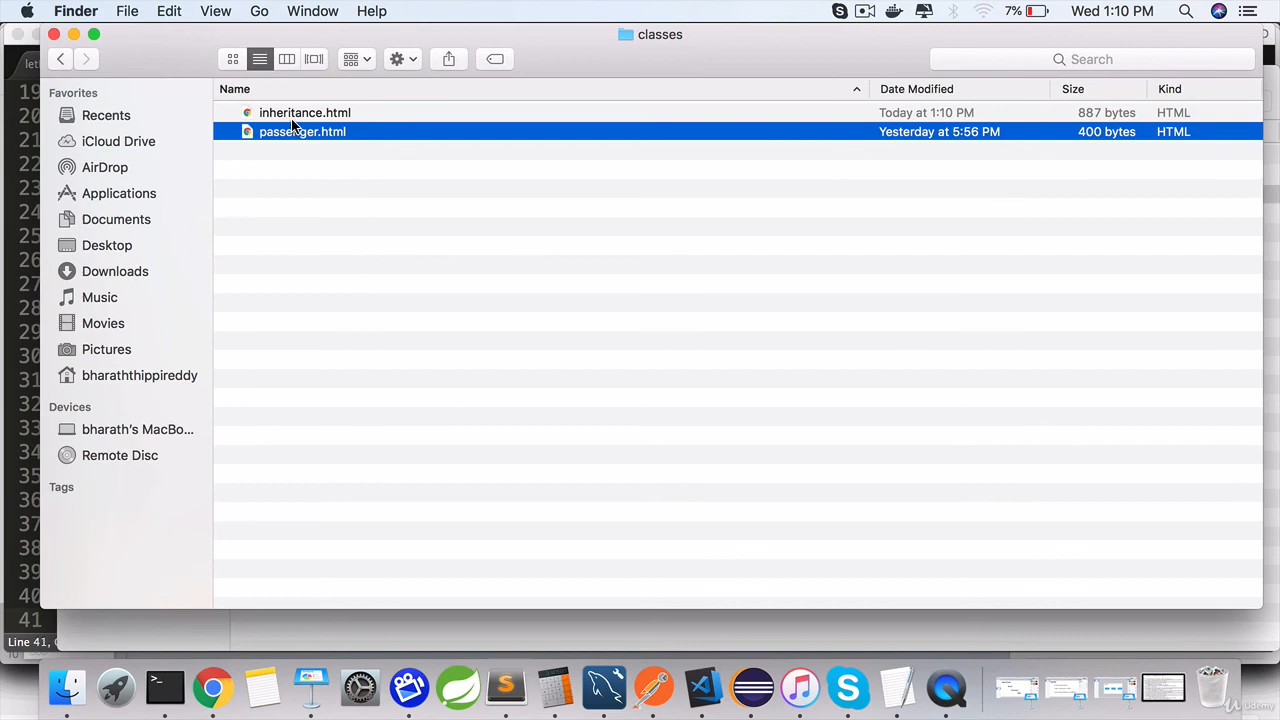 Finder File Edit View Go Window Help 7% Wed 1:10 PM
classes
Search
Name Date Modified Size Kind
inheritance.html Today at 1:10 PM 887 bytes HTML
passenger.html Yesterday at 5:56 PM 400 bytes HTML
Favorites
Recents
iCloud Drive
AirDrop
Applications
Documents
Desktop
Downloads
Music
Movies
Pictures
bharaththippireddy
Devices
bharath's MacBo...
Remote Disc
Tags
let
19
20
21
22
23
24
25
26
27
28
29
30
31
32
33
34
35
36
37
38
39
40
41
Line 41,
Udemy